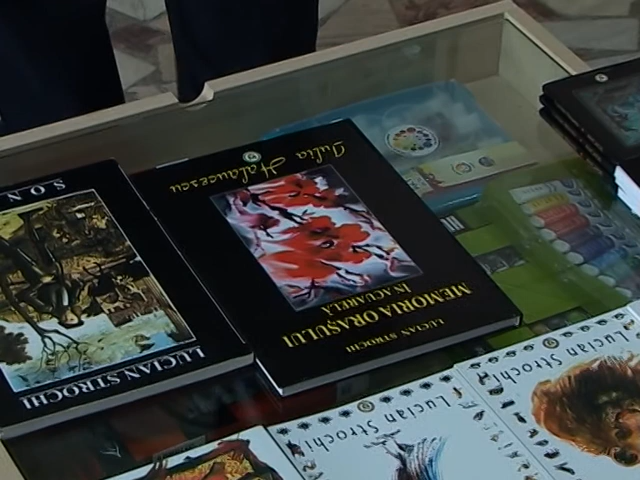 LUCIAN STROCHI
MEMORIA ORAȘULUI
ÎN ACUARELĂ
Iulia Hălăucescu
LUCIAN STROCHI
SON
Lucian Strochi
Lucian Strochi